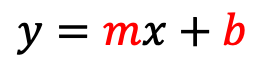 y = mx + b